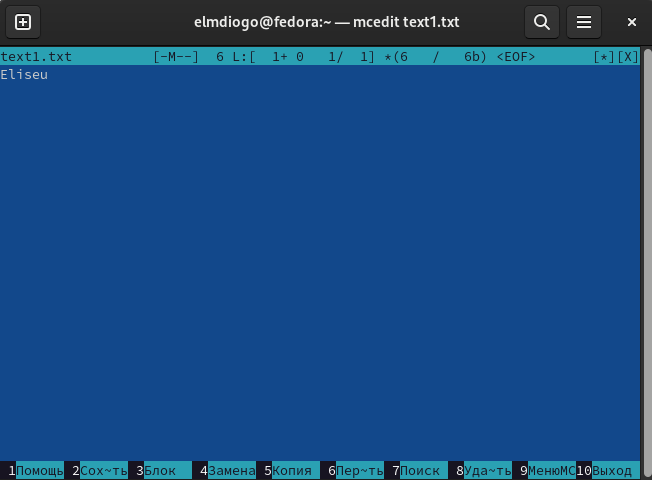 elmdiogo@fedora:~ — mcedit text1.txt
text1.txt [-M--] 6 L:[ 1+ 0 1/ 1] *(6 / 6b) <EOF> [*][X]
Eliseu
1Помощь 2Сох~ть 3Блок 4Замена 5Копия 6Пер~ть 7Поиск 8Уда~ть 9МенюMC 10Выход